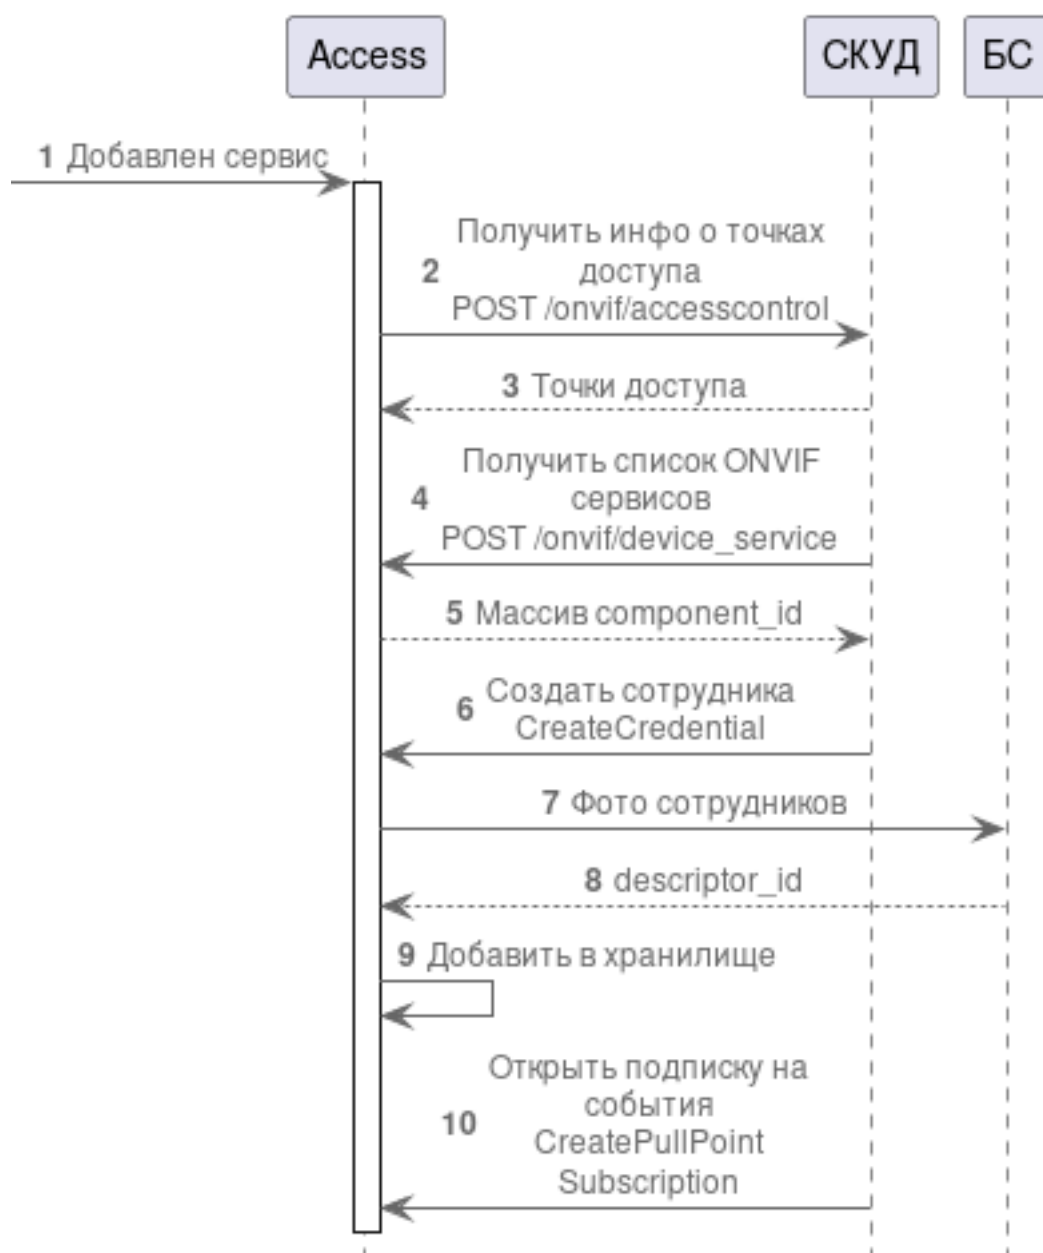 Access
СКУД
БС
1 Добавлен сервис
Получить инфо о точках
2 доступа
POST /onvif/accesscontrol
3 Точки доступа
Получить список ONVIF
4 сервисов
POST /onvif/device_service
5 Массив component_id
6 Создать сотрудника
CreateCredential
7 Фото сотрудников
8 descriptor_id
9 Добавить в хранилище
Открыть подписку на
события
10
CreatePullPoint
Subscription